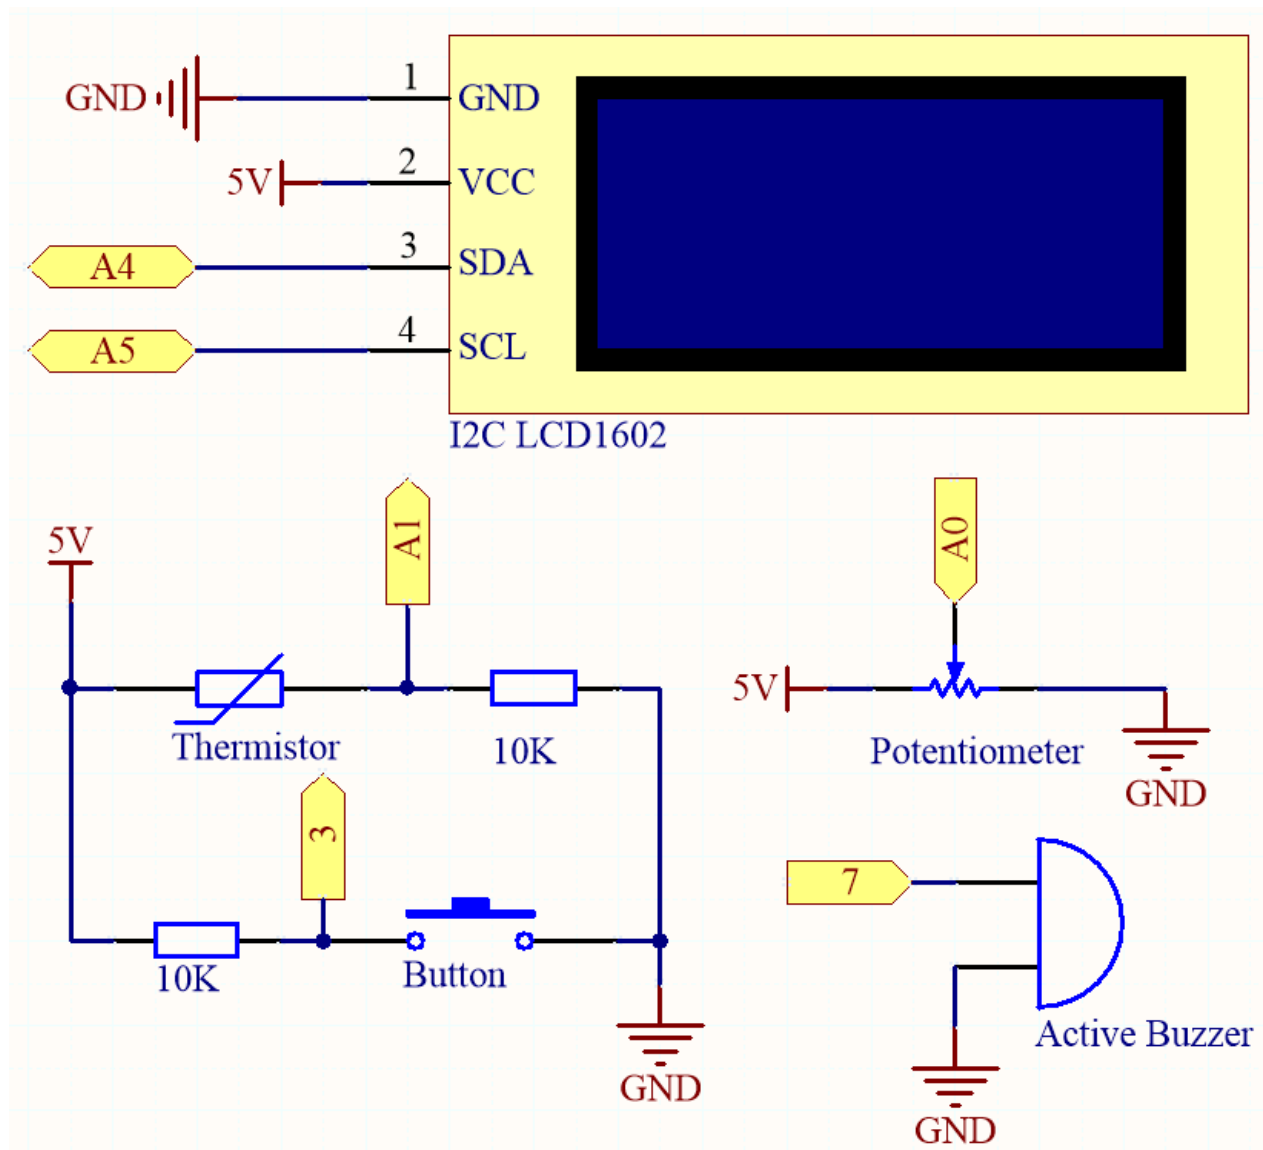 1
GND
GND
2
5V
VCC
3
A4
SDA
4
A5
SCL
I2C LCD1602
5V
A1
A0
Thermistor
10K
5V
Potentiometer
GND
3
7
10K
Button
Active Buzzer
GND
GND